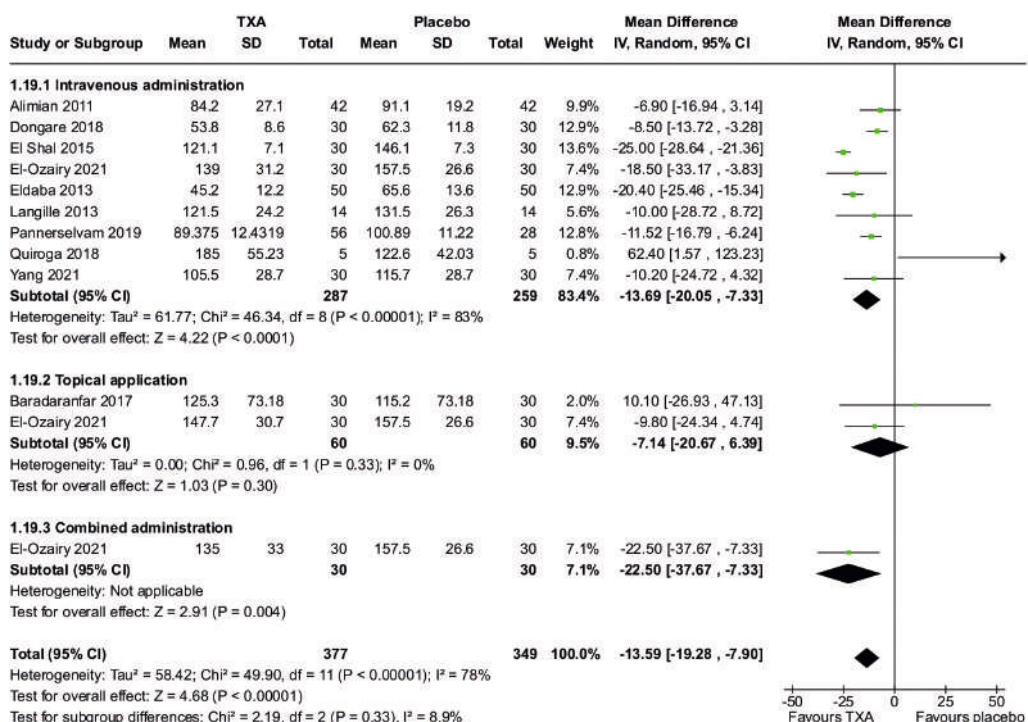 TXA Placebo Mean Difference Mean Difference
Study or Subgroup Mean SD Total Mean SD Total Weight IV, Random, 95% CI IV, Random, 95% CI
1.19.1 Intravenous administration
Alimian 2011 84.2 27.1 42 91.1 19.2 42 9.9% -6.90 [-16.94 , 3.14]
Dongare 2018 53.8 8.6 30 62.3 11.8 30 12.9% -8.50 [-13.72 , -3.28]
El Shal 2015 121.1 7.1 30 146.1 7.3 30 13.6% -25.00 [-28.64 , -21.36]
El-Ozairy 2021 139 31.2 30 157.5 26.6 30 7.4% -18.50 [-33.17 , -3.83]
Eldaba 2013 45.2 12.2 50 65.6 13.6 50 12.9% -20.40 [-25.46 , -15.34]
Langille 2013 121.5 24.2 14 131.5 26.3 14 5.6% -10.00 [-28.72 , 8.72]
Pannerselvam 2019 89.375 12.4319 56 100.89 11.22 28 12.8% -11.52 [-16.79 , -6.24]
Quiroga 2018 185 55.23 5 122.6 42.03 5 0.8% 62.40 [1.57 , 123.23]
Yang 2021 105.5 28.7 30 115.7 28.7 30 7.4% -10.20 [-24.72 , 4.32]
Subtotal (95% CI) 287 259 83.4% -13.69 [-20.05 , -7.33]
Heterogeneity: Tau² = 61.77; Chi² = 46.34, df = 8 (P < 0.00001); I² = 83%
Test for overall effect: Z = 4.22 (P < 0.0001)
1.19.2 Topical application
Baradaranfar 2017 125.3 73.18 30 115.2 73.18 30 2.0% 10.10 [-26.93 , 47.13]
El-Ozairy 2021 147.7 30.7 30 157.5 26.6 30 7.4% -9.80 [-24.34 , 4.74]
Subtotal (95% CI) 60 60 9.5% -7.14 [-20.67 , 6.39]
Heterogeneity: Tau² = 0.00; Chi² = 0.96, df = 1 (P = 0.33); I² = 0%
Test for overall effect: Z = 1.03 (P = 0.30)
1.19.3 Combined administration
El-Ozairy 2021 135 33 30 157.5 26.6 30 7.1% -22.50 [-37.67 , -7.33]
Subtotal (95% CI) 30 30 7.1% -22.50 [-37.67 , -7.33]
Heterogeneity: Not applicable
Test for overall effect: Z = 2.91 (P = 0.004)
Total (95% CI) 377 349 100.0% -13.59 [-19.28 , -7.90]
Heterogeneity: Tau² = 58.42; Chi² = 49.90, df = 11 (P < 0.00001); I² = 78%
Test for overall effect: Z = 4.68 (P < 0.00001)
-50 -25 0 25 50
Test for subgroup differences: Chi² = 2.19, df = 2 (P = 0.33), I² = 8.9% Favours TXA Favours placebo